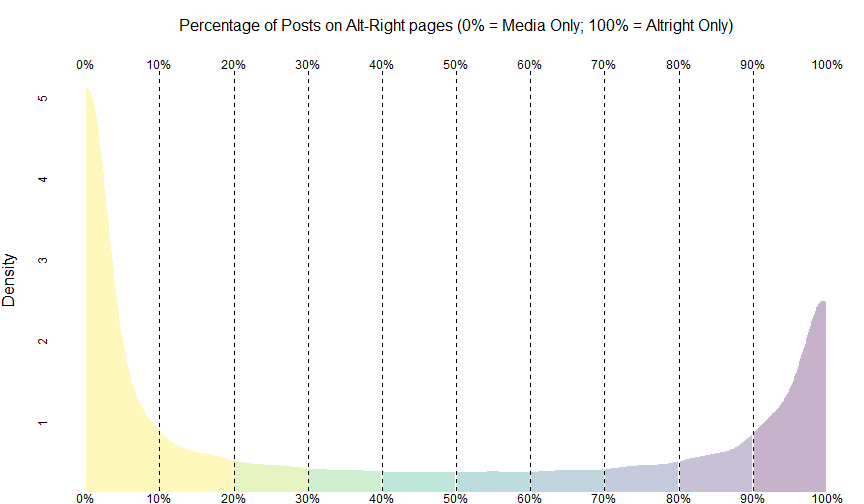 Percentage of Posts on Alt-Right pages (0% = Media Only; 100% = Altright Only)
0% 10% 20% 30% 40% 50% 60% 70% 80% 90% 100%
5
4
3
2
1
Density
0% 10% 20% 30% 40% 50% 60% 70% 80% 90% 100%